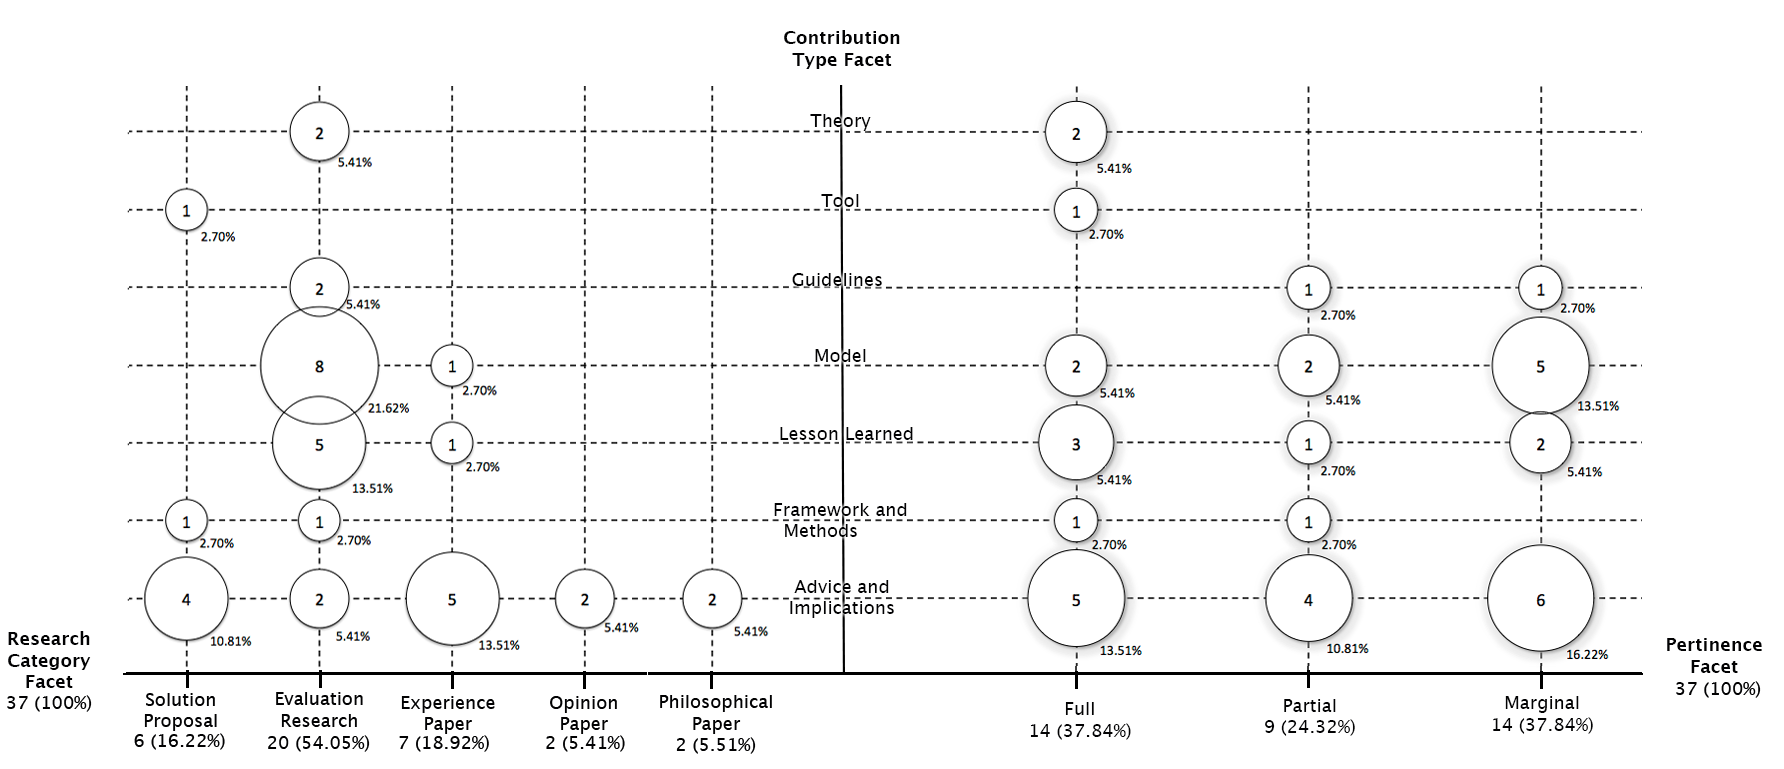 Contribution
Type Facet
Theory
2
5.41%
2
5.41%
Tool
1
2.70%
1
2.70%
Guidelines
2
5.41%
1
2.70%
1
2.70%
Model
8
21.62%
1
2.70%
2
5.41%
2
5.41%
5
13.51%
Lesson Learned
5
13.51%
1
2.70%
3
5.41%
1
2.70%
2
5.41%
Framework and
Methods
1
2.70%
1
2.70%
1
2.70%
1
2.70%
Advice and
Implications
4
10.81%
2
5.41%
5
13.51%
2
5.41%
2
5.41%
5
13.51%
4
10.81%
6
16.22%
Research
Category
Facet
37 (100%)
Solution
Proposal
6 (16.22%)
Evaluation
Research
20 (54.05%)
Experience
Paper
7 (18.92%)
Opinion
Paper
2 (5.41%)
Philosophical
Paper
2 (5.51%)
Full
14 (37.84%)
Partial
9 (24.32%)
Marginal
14 (37.84%)
Pertinence
Facet
37 (100%)